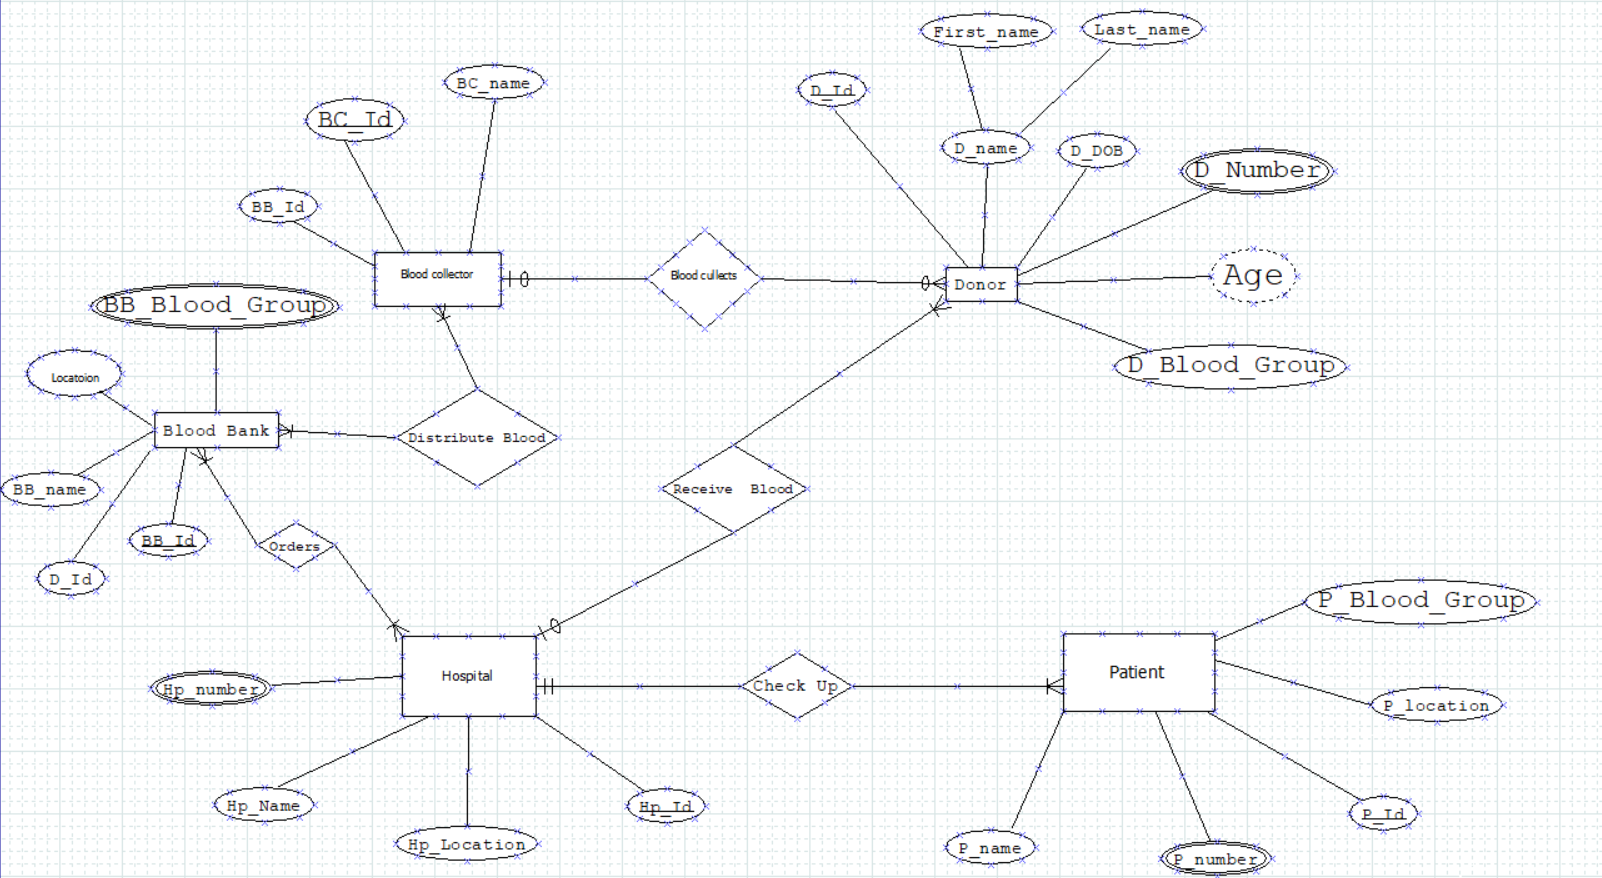 First_name
Last_name
BC_name
D_Id
BC_Id
D_name
D_DOB
D_Number
BB_Id
Blood collector
Blood cullects
Donor
Age
BB_Blood_Group
D_Blood_Group
Locatoion
Blood Bank
Distribute Blood
BB_name
Receive Blood
BB_Id
Orders
D_Id
P_Blood_Group
Hospital
Patient
Hp_number
Check Up
P_location
Hp_Name
Hp_Id
P_Id
Hp_Location
P_name
P_number